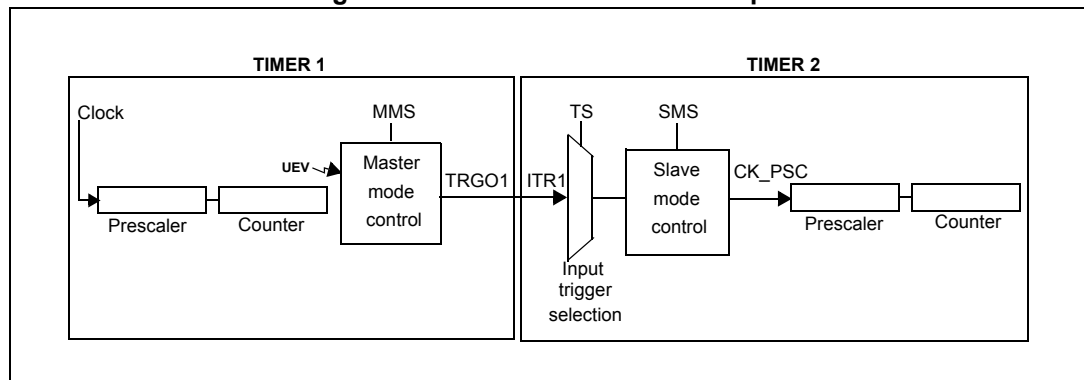 TIMER 1
TIMER 2
Clock
MMS
TS
SMS
UEV
Master
mode
control
TRGO1
ITR1
Slave
mode
control
CK_PSC
Prescaler
Counter
Prescaler
Counter
Input
trigger
selection